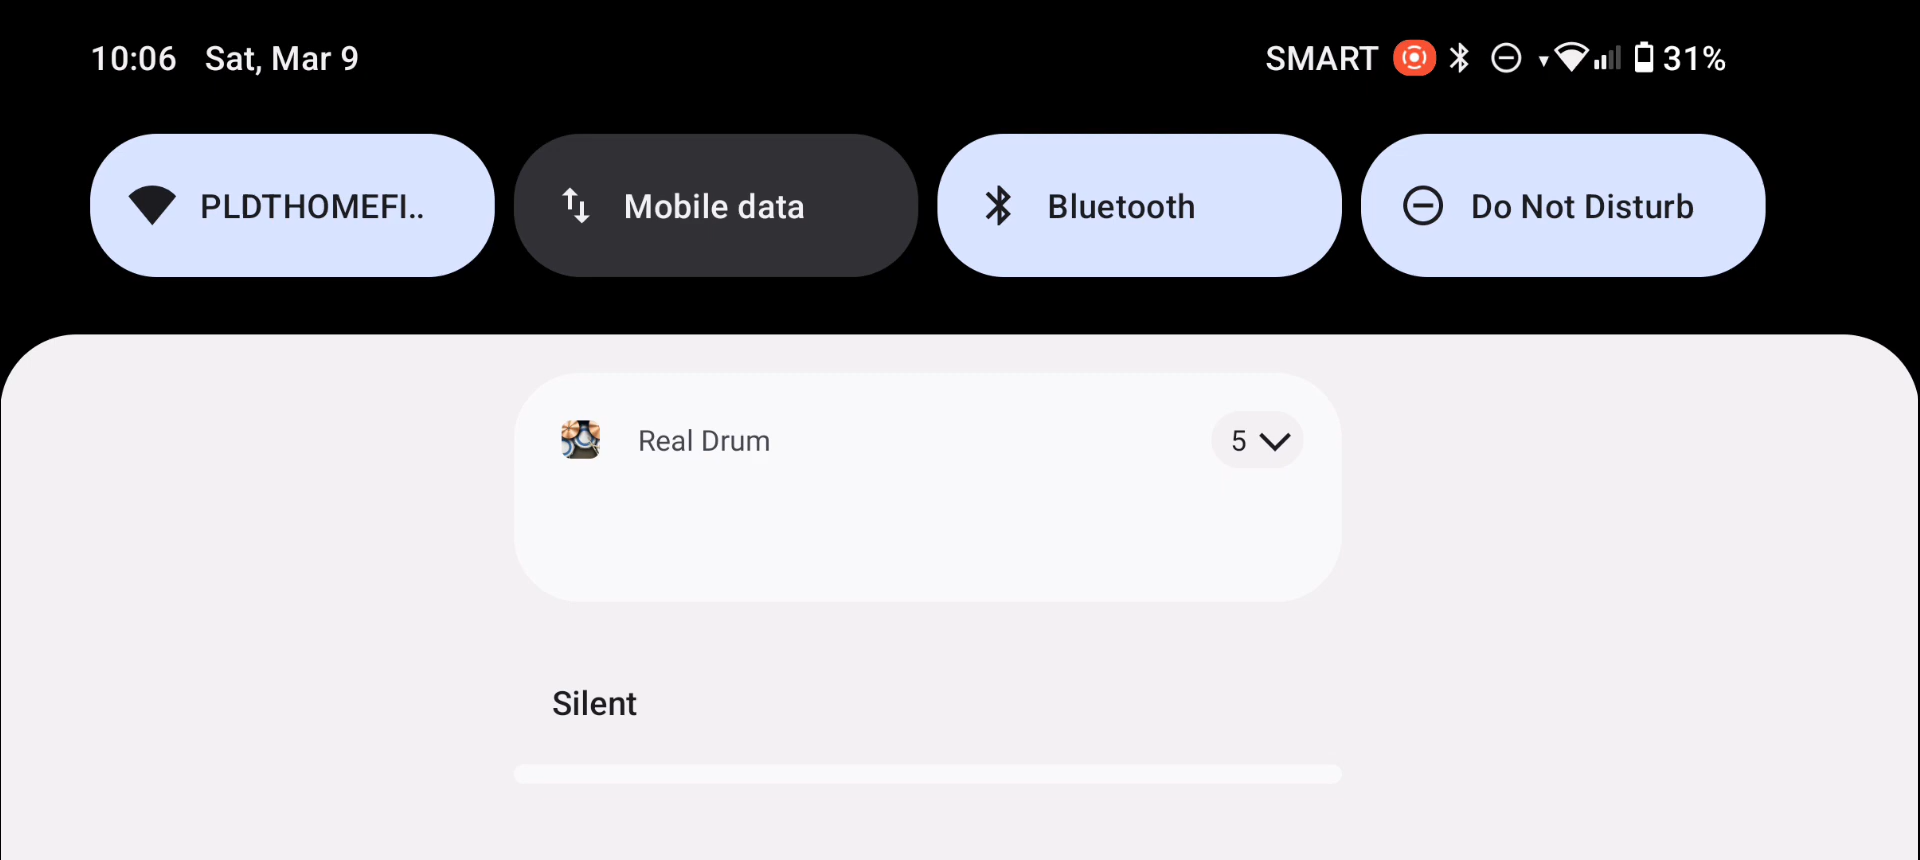 10:06 Sat, Mar 9 SMART 31%
PLDTHOMEFI.. Mobile data Bluetooth Do Not Disturb
Real Drum 5
Silent